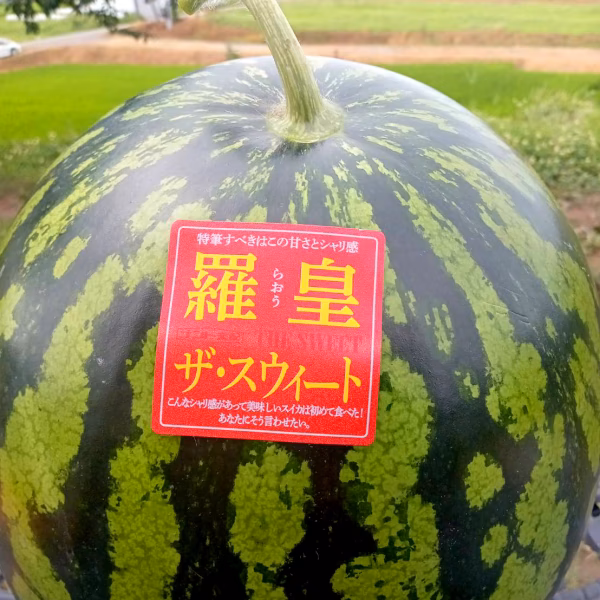 特筆すべきはこの甘さとシャリ感
羅皇
らおう
THE SWEET
ザ・スウィート
こんなシャリ感があって美味しいスイカは初めて食べた!
あなたにそう言わせたい。